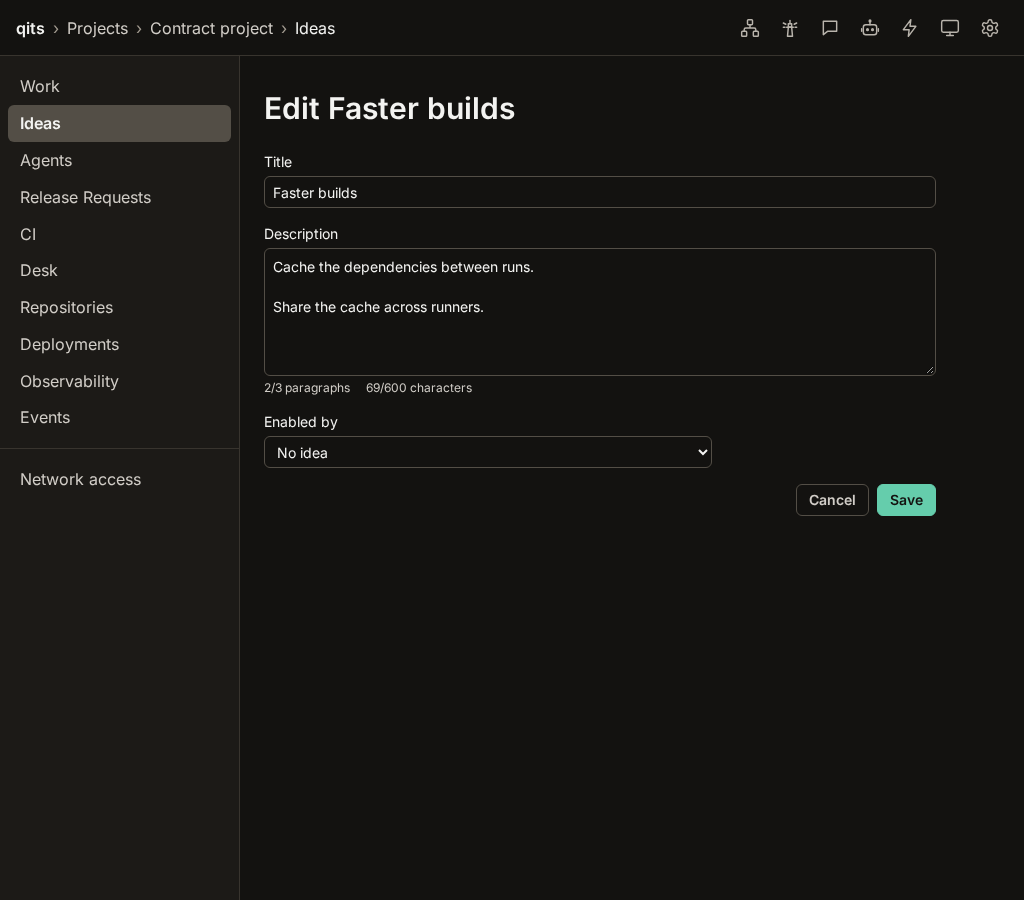 qits › Projects › Contract project › Ideas
Work
Ideas
Agents
Release Requests
CI
Desk
Repositories
Deployments
Observability
Events
Network access
Edit Faster builds
Title
Faster builds
Description
Cache the dependencies between runs.
Share the cache across runners.
2/3 paragraphs 69/600 characters
Enabled by
No idea
Cancel Save